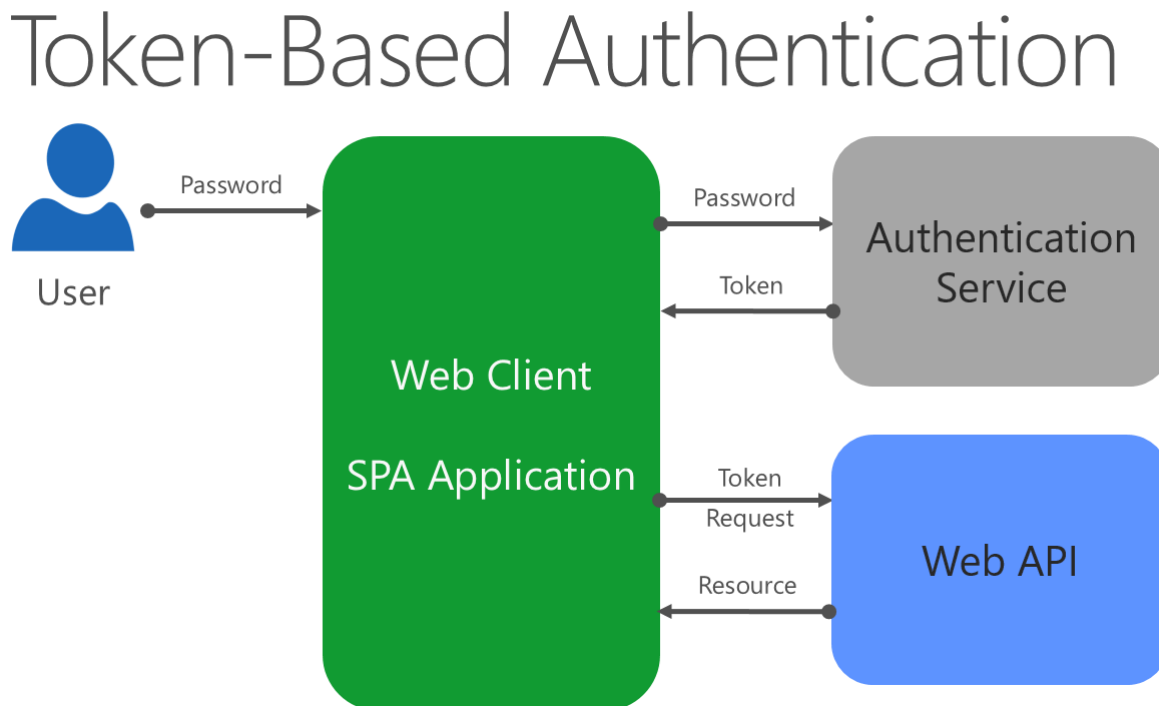 Token-Based Authentication
Password
User
Web Client
SPA Application
Password
Token
Authentication
Service
Token
Request
Resource
Web API